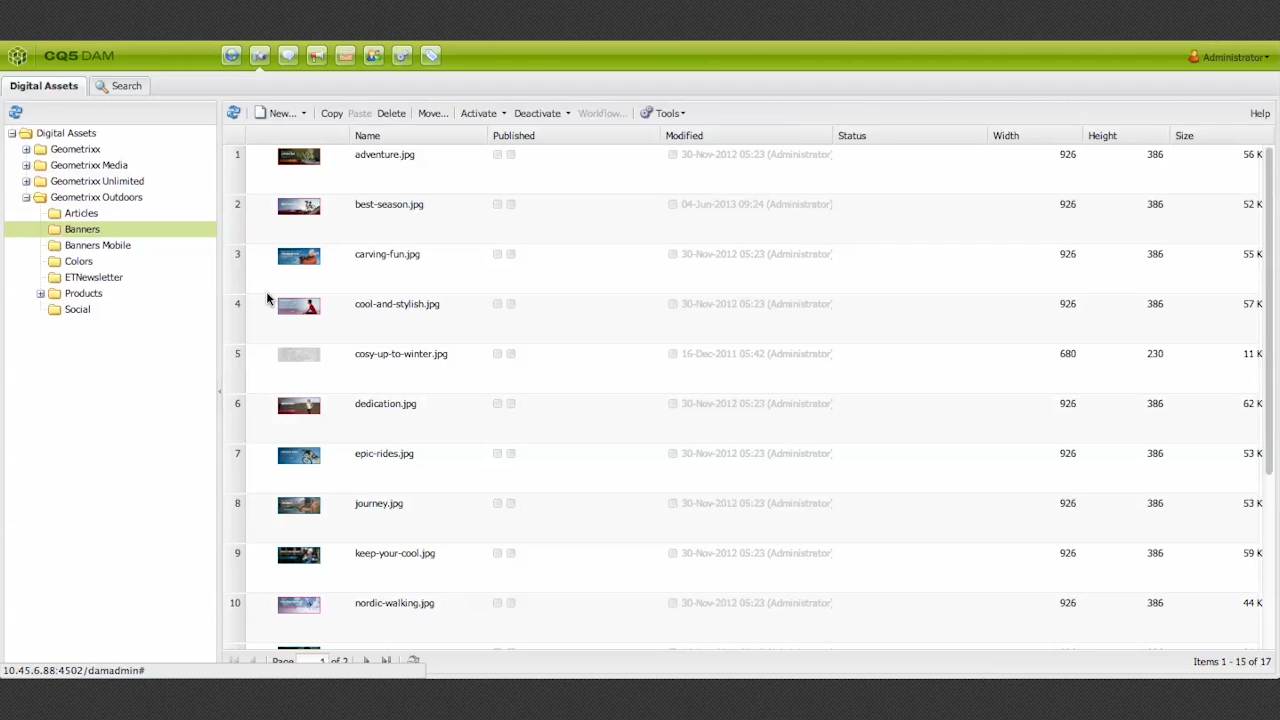 CQ5 DAM
Administrator
Digital Assets Search
New... Copy Paste Delete Move... Activate Deactivate Workflow... Tools Help
Name Published Modified Status Width Height Size
Digital Assets
Geometrixx
Geometrixx Media
Geometrixx Unlimited
Geometrixx Outdoors
Articles
Banners
Banners Mobile
Colors
ETNewsletter
Products
Social
1 adventure.jpg 30-Nov-2012 05:23 (Administrator) 926 386 56 K
2 best-season.jpg 04-Jun-2013 09:24 (Administrator) 926 386 52 K
3 carving-fun.jpg 30-Nov-2012 05:23 (Administrator) 926 386 55 K
4 cool-and-stylish.jpg 30-Nov-2012 05:23 (Administrator) 926 386 57 K
5 cosy-up-to-winter.jpg 16-Dec-2011 05:42 (Administrator) 680 230 11 K
6 dedication.jpg 30-Nov-2012 05:23 (Administrator) 926 386 62 K
7 epic-rides.jpg 30-Nov-2012 05:23 (Administrator) 926 386 53 K
8 journey.jpg 30-Nov-2012 05:23 (Administrator) 926 386 53 K
9 keep-your-cool.jpg 30-Nov-2012 05:23 (Administrator) 926 386 59 K
10 nordic-walking.jpg 30-Nov-2012 05:23 (Administrator) 926 386 44 K
Page 1 of 2 Items 1 - 15 of 17
10.45.6.88:4502/damadmin#